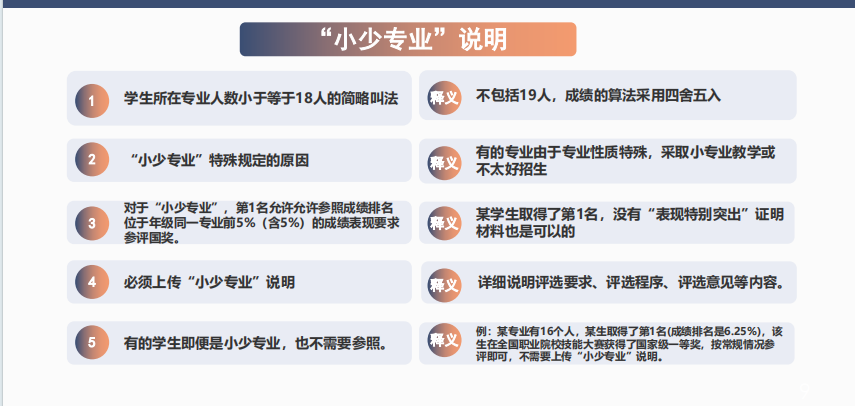 “小少专业”说明
1
学生所在专业人数小于等于18人的简略叫法
释义
不包括19人，成绩的算法采用四舍五入
2
“小少专业”特殊规定的原因
释义
有的专业由于专业性质特殊，采取小专业教学或
不太好招生
3
对于“小少专业”，第1名允许允许参照成绩排名
位于年级同一专业前5%（含5%）的成绩表现要求
参评国奖。
释义
某学生取得了第1名，没有“表现特别突出”证明
材料也是可以的
4
必须上传“小少专业”说明
释义
详细说明评选要求、评选程序、评选意见等内容。
5
有的学生即便是小少专业，也不需要参照。
释义
例：某专业有16个人，某生取得了第1名(成绩排名是6.25%)，该
生在全国职业院校技能大赛获得了国家级一等奖，按常规情况参
评即可，不需要上传“小少专业”说明。